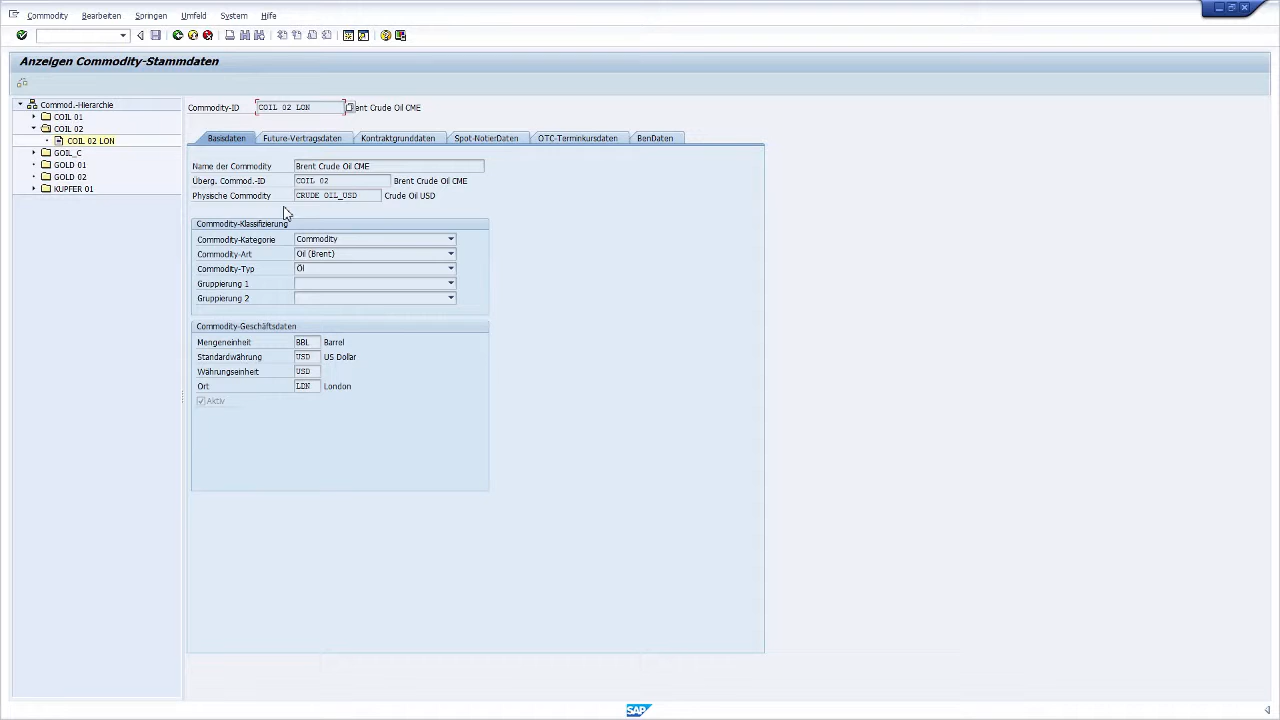 Commodity Bearbeiten Springen Umfeld System Hilfe
Anzeigen Commodity-Stammdaten
Commod.-Hierarchie
COIL 01
COIL 02
COIL 02 LON
GOIL_C
GOLD 01
GOLD 02
KUPFER 01
Commodity-ID COIL 02 LON ent Crude Oil CME
Basisdaten Future-Vertragsdaten Kontraktgrunddaten Spot-NotierDaten OTC-Terminkursdaten BenDaten
Name der Commodity Brent Crude Oil CME
Überg. Commod.-ID COIL 02 Brent Crude Oil CME
Physische Commodity CRUDE OIL_USD Crude Oil USD
Commodity-Klassifizierung
Commodity-Kategorie Commodity
Commodity-Art Oil (Brent)
Commodity-Typ Öl
Gruppierung 1
Gruppierung 2
Commodity-Geschäftsdaten
Mengeneinheit BBL Barrel
Standardwährung USD US Dollar
Währungseinheit USD
Ort LDN London
Aktiv
SAP